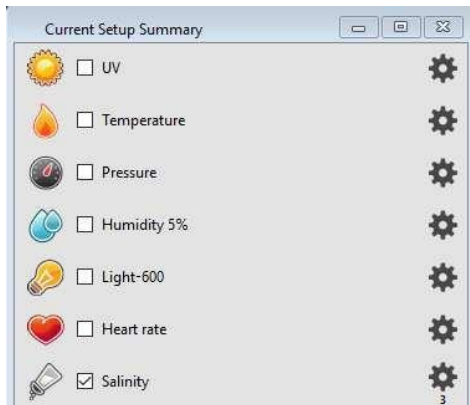 Current Setup Summary
UV
Temperature
Pressure
Humidity 5%
Light-600
Heart rate
Salinity
3